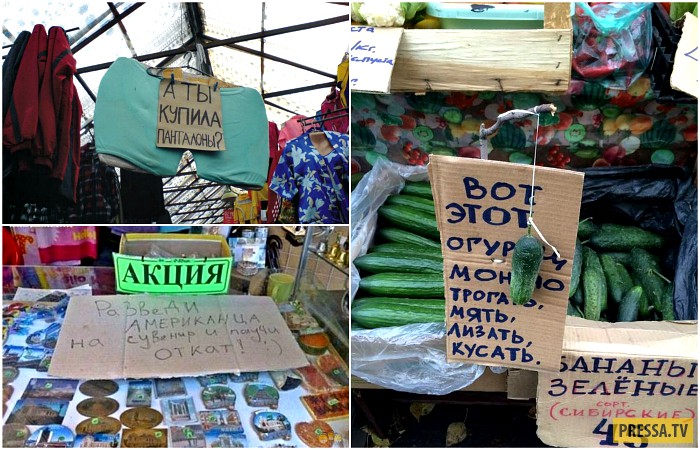 А ТЫ
КУПИЛА
ПАНТАЛОНЫ?
АКЦИЯ
РАЗВЕДИ
АМЕРИКАНЦА
на сувенир и получи
ОТКАТ! :)
ВОТ
ЭТОТ
ОГУРЕЦ
МОЖНО
ТРОГАТЬ,
МЯТЬ,
ЛИЗАТЬ,
КУСАТЬ.
БАНАНЫ
ЗЕЛЁНЫЕ
СОРТ.
(СИБИРСКИЕ)
PRESSA.TV